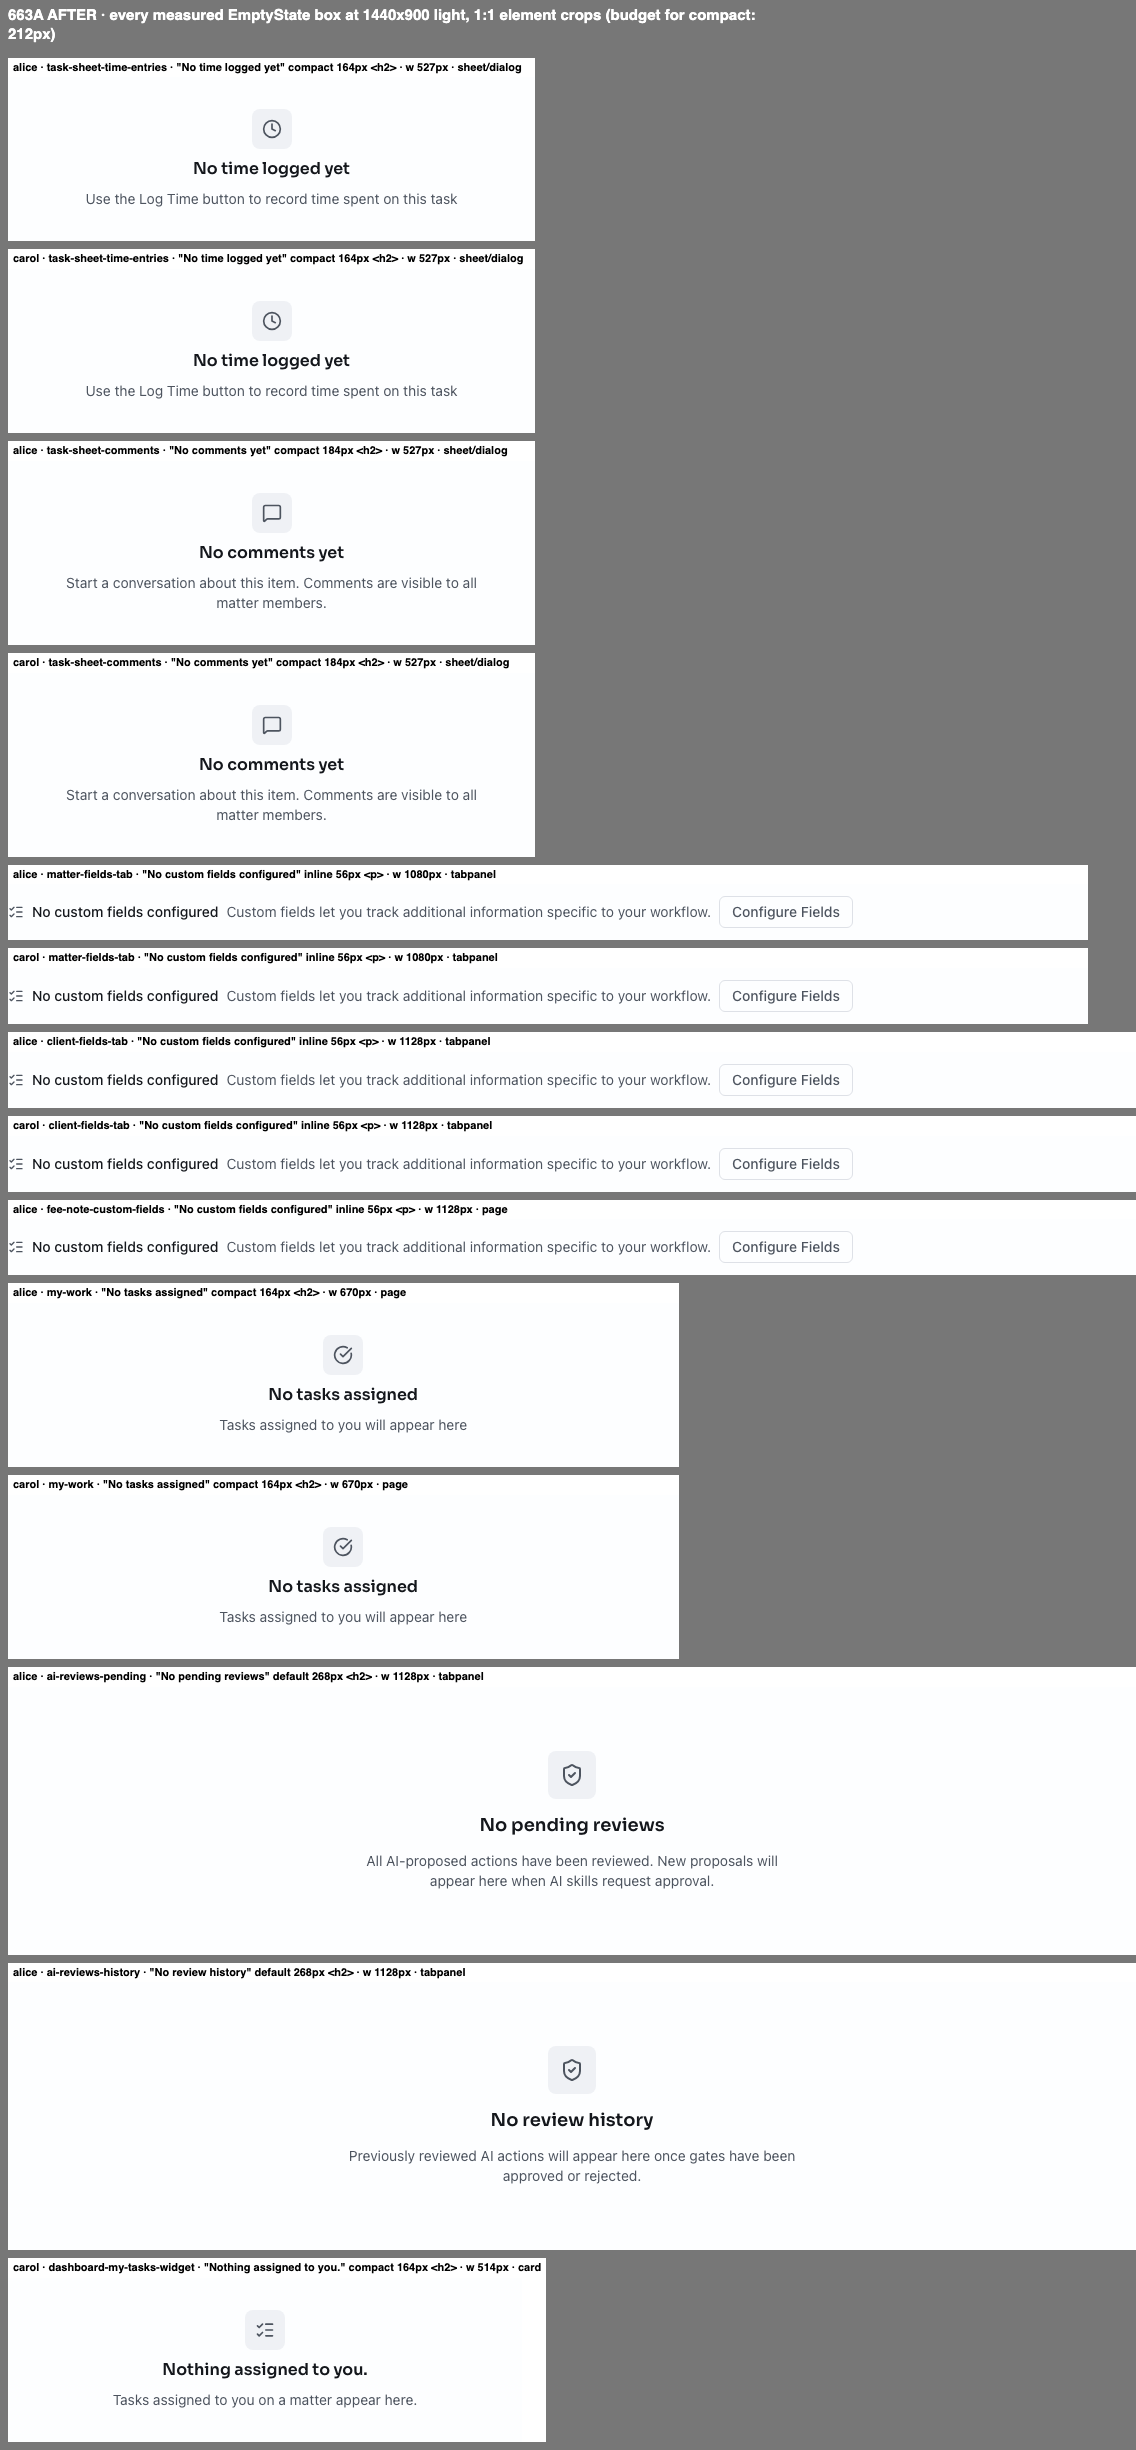 663A AFTER · every measured EmptyState box at 1440x900 light, 1:1 element crops (budget for compact:
212px)
alice · task-sheet-time-entries · "No time logged yet" compact 164px <h2> · w 527px · sheet/dialog
No time logged yet
Use the Log Time button to record time spent on this task
carol · task-sheet-time-entries · "No time logged yet" compact 164px <h2> · w 527px · sheet/dialog
No time logged yet
Use the Log Time button to record time spent on this task
alice · task-sheet-comments · "No comments yet" compact 184px <h2> · w 527px · sheet/dialog
No comments yet
Start a conversation about this item. Comments are visible to all
matter members.
carol · task-sheet-comments · "No comments yet" compact 184px <h2> · w 527px · sheet/dialog
No comments yet
Start a conversation about this item. Comments are visible to all
matter members.
alice · matter-fields-tab · "No custom fields configured" inline 56px <p> · w 1080px · tabpanel
No custom fields configured Custom fields let you track additional information specific to your workflow. Configure Fields
carol · matter-fields-tab · "No custom fields configured" inline 56px <p> · w 1080px · tabpanel
No custom fields configured Custom fields let you track additional information specific to your workflow. Configure Fields
alice · client-fields-tab · "No custom fields configured" inline 56px <p> · w 1128px · tabpanel
No custom fields configured Custom fields let you track additional information specific to your workflow. Configure Fields
carol · client-fields-tab · "No custom fields configured" inline 56px <p> · w 1128px · tabpanel
No custom fields configured Custom fields let you track additional information specific to your workflow. Configure Fields
alice · fee-note-custom-fields · "No custom fields configured" inline 56px <p> · w 1128px · page
No custom fields configured Custom fields let you track additional information specific to your workflow. Configure Fields
alice · my-work · "No tasks assigned" compact 164px <h2> · w 670px · page
No tasks assigned
Tasks assigned to you will appear here
carol · my-work · "No tasks assigned" compact 164px <h2> · w 670px · page
No tasks assigned
Tasks assigned to you will appear here
alice · ai-reviews-pending · "No pending reviews" default 268px <h2> · w 1128px · tabpanel
No pending reviews
All AI-proposed actions have been reviewed. New proposals will
appear here when AI skills request approval.
alice · ai-reviews-history · "No review history" default 268px <h2> · w 1128px · tabpanel
No review history
Previously reviewed AI actions will appear here once gates have been
approved or rejected.
carol · dashboard-my-tasks-widget · "Nothing assigned to you." compact 164px <h2> · w 514px · card
Nothing assigned to you.
Tasks assigned to you on a matter appear here.